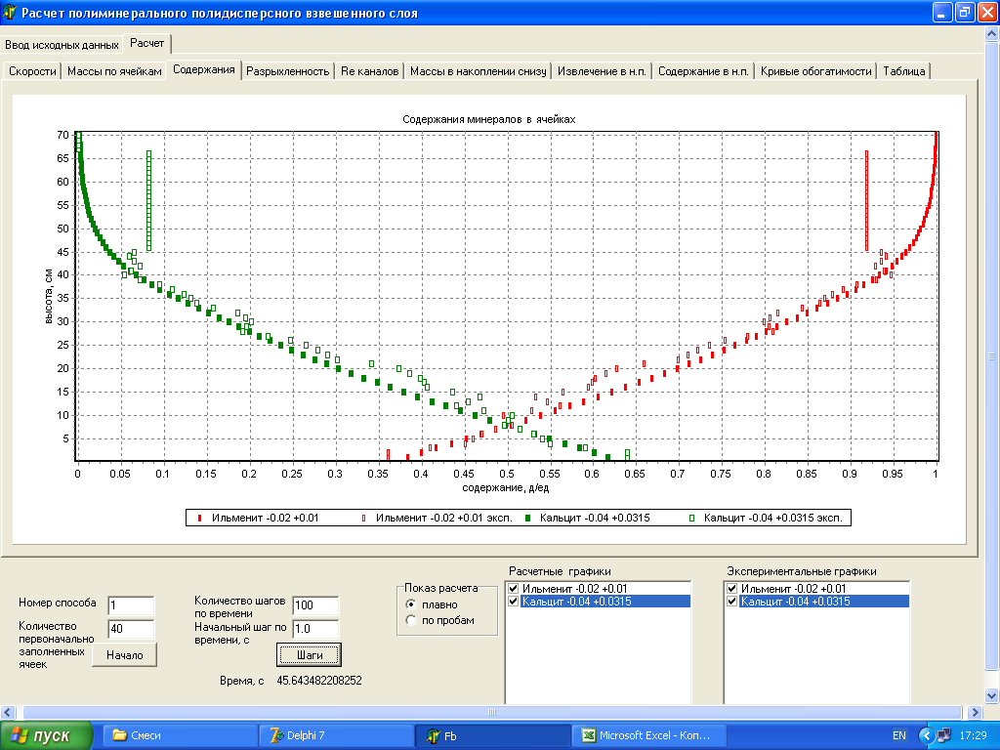 Расчет полиминерального полидисперсного взвешенного слоя
Ввод исходных данных Расчет
Скорости Массы по ячейкам Содержания Разрыхленность Re каналов Массы в накоплении снизу Извлечение в н.п. Содержание в н.п. Кривые обогатимости Таблица
Содержания минералов в ячейках
70
65
60
55
50
45
40
35
30
25
20
15
10
5
высота, см
0 0.05 0.1 0.15 0.2 0.25 0.3 0.35 0.4 0.45 0.5 0.55 0.6 0.65 0.7 0.75 0.8 0.85 0.9 0.95 1
содержание, д/ед
Ильменит -0.02 +0.01 Ильменит -0.02 +0.01 эксп. Кальцит -0.04 +0.0315 Кальцит -0.04 +0.0315 эксп.
Номер способа 1
Количество
первоначально
заполненных
ячеек
40
Начало
Количество шагов
по времени
100
Начальный шаг по
времени, с
1.0
Шаги
Время, с 45.643482208252
Показ расчета
плавно
по пробам
Расчетные графики
Ильменит -0.02 +0.01
Кальцит -0.04 +0.0315
Экспериментальные графики
Ильменит -0.02 +0.01
Кальцит -0.04 +0.0315
пуск Смеси Delphi 7 Fb Microsoft Excel - Коп... EN 17:29